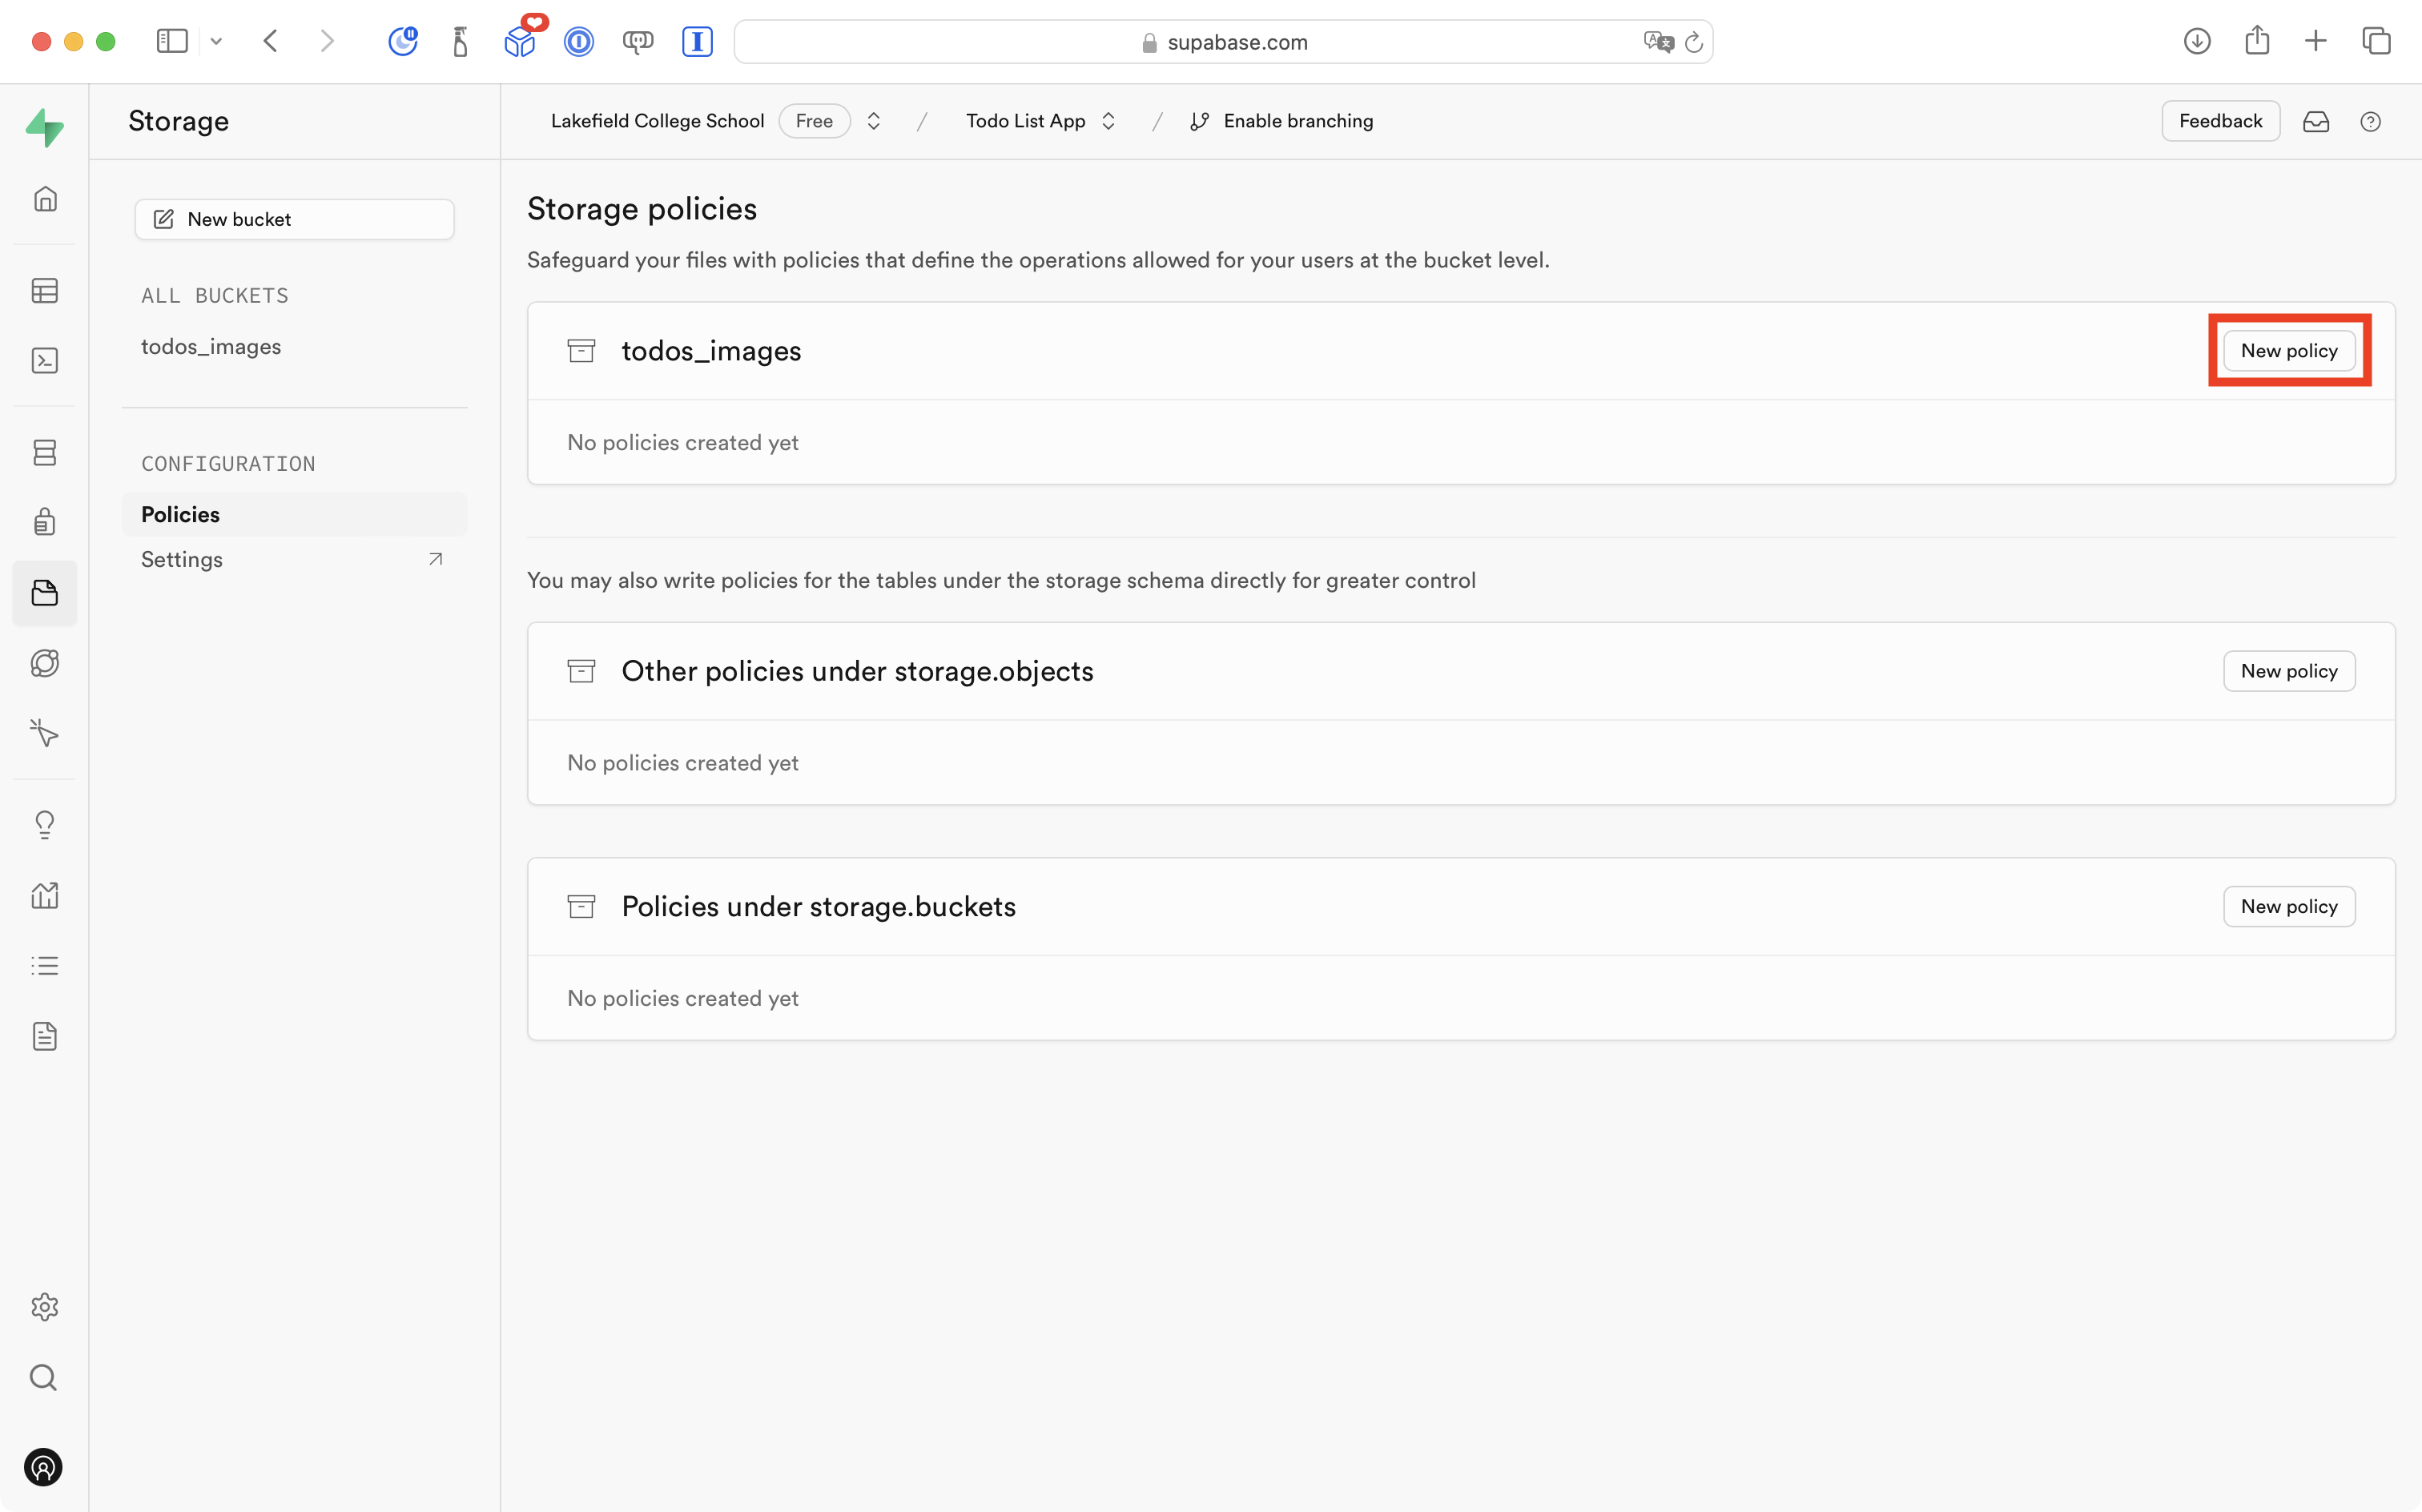 supabase.com
Storage
Lakefield College School Free / Todo List App / Enable branching
Feedback
New bucket
ALL BUCKETS
todos_images
CONFIGURATION
Policies
Settings
Storage policies
Safeguard your files with policies that define the operations allowed for your users at the bucket level.
todos_images
New policy
No policies created yet
You may also write policies for the tables under the storage schema directly for greater control
Other policies under storage.objects
New policy
No policies created yet
Policies under storage.buckets
New policy
No policies created yet